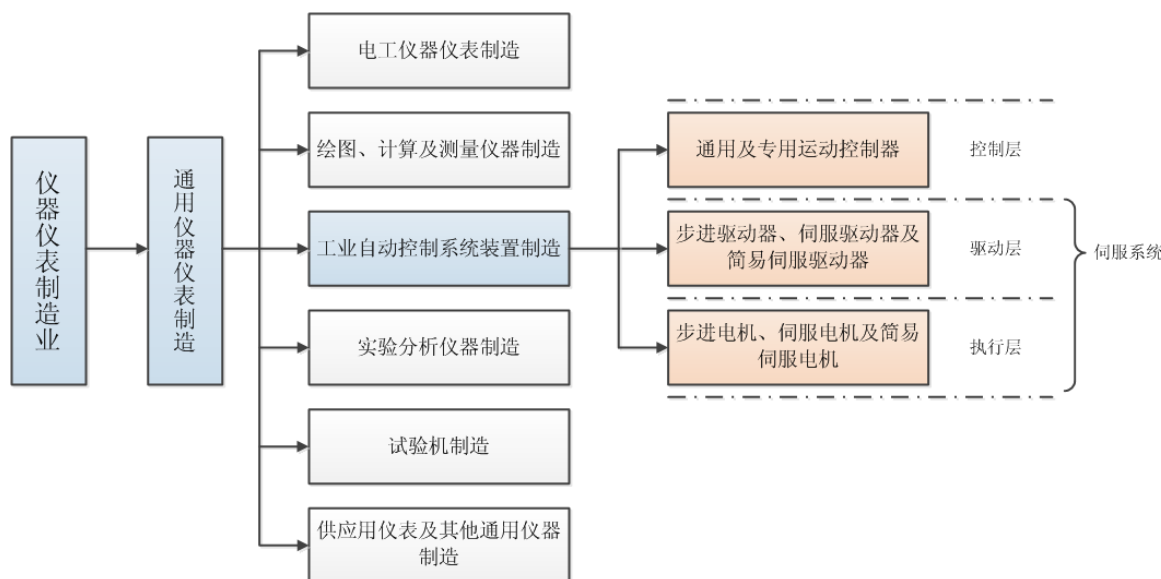 仪器仪表制造业
通用仪器仪表制造
电工仪器仪表制造
绘图、计算及测量仪器制造
工业自动控制系统装置制造
实验分析仪器制造
试验机制造
供应用仪表及其他通用仪器
制造
通用及专用运动控制器
控制层
步进驱动器、伺服驱动器及
简易伺服驱动器
驱动层
步进电机、伺服电机及简易
伺服电机
执行层
伺服系统